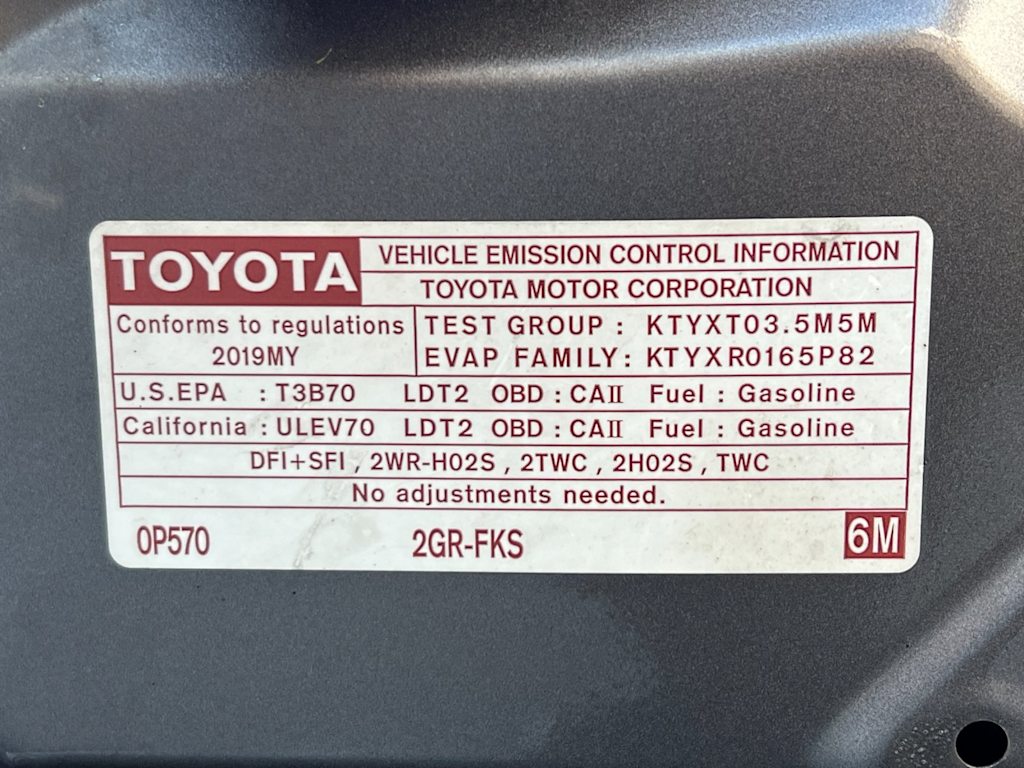 TOYOTA VEHICLE EMISSION CONTROL INFORMATION
TOYOTA MOTOR CORPORATION
Conforms to regulations
2019MY
TEST GROUP : KTYXT03.5M5M
EVAP FAMILY : KTYXR0165P82
U.S.EPA : T3B70 LDT2 OBD : CAII Fuel : Gasoline
California : ULEV70 LDT2 OBD : CAII Fuel : Gasoline
DFI+SFI , 2WR-HO2S , 2TWC , 2HO2S , TWC
No adjustments needed.
0P570 2GR-FKS 6M